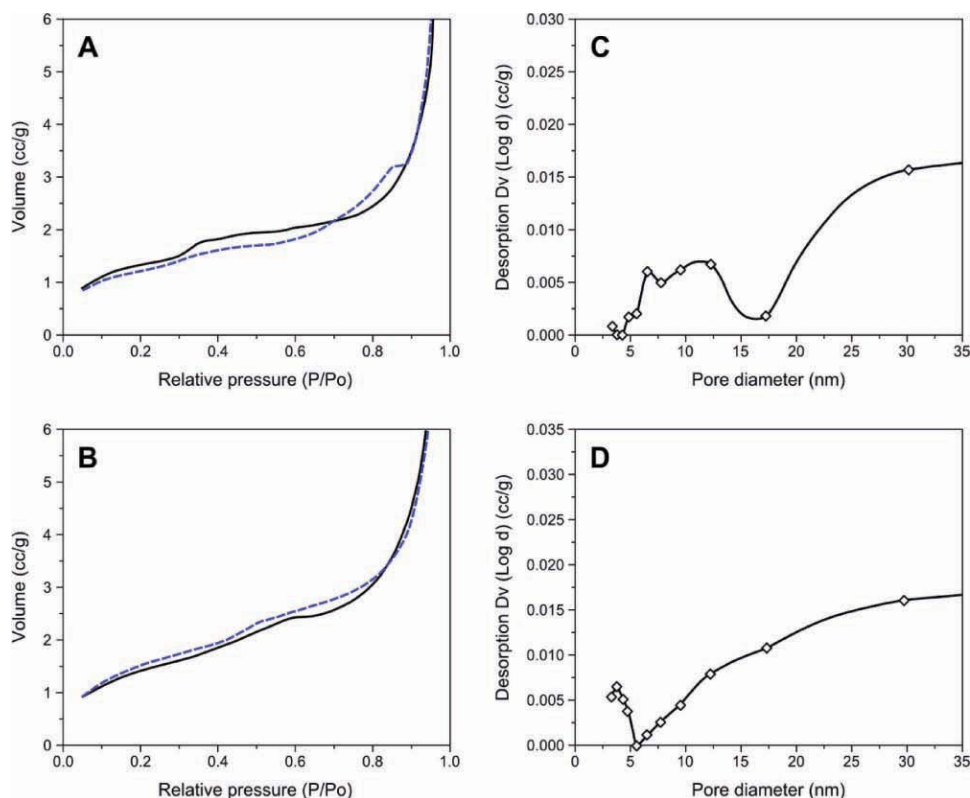 A
Volume (cc/g)
6
5
4
3
2
1
0
0.0 0.2 0.4 0.6 0.8 1.0
Relative pressure (P/Po)
C
Desorption Dv (Log d) (cc/g)
0.030
0.025
0.020
0.015
0.010
0.005
0.000
0 5 10 15 20 25 30 35
Pore diameter (nm)
B
Volume (cc/g)
6
5
4
3
2
1
0
0.0 0.2 0.4 0.6 0.8 1.0
Relative pressure (P/Po)
D
Desorption Dv (Log d) (cc/g)
0.035
0.030
0.025
0.020
0.015
0.010
0.005
0.000
0 5 10 15 20 25 30 35
Pore diameter (nm)